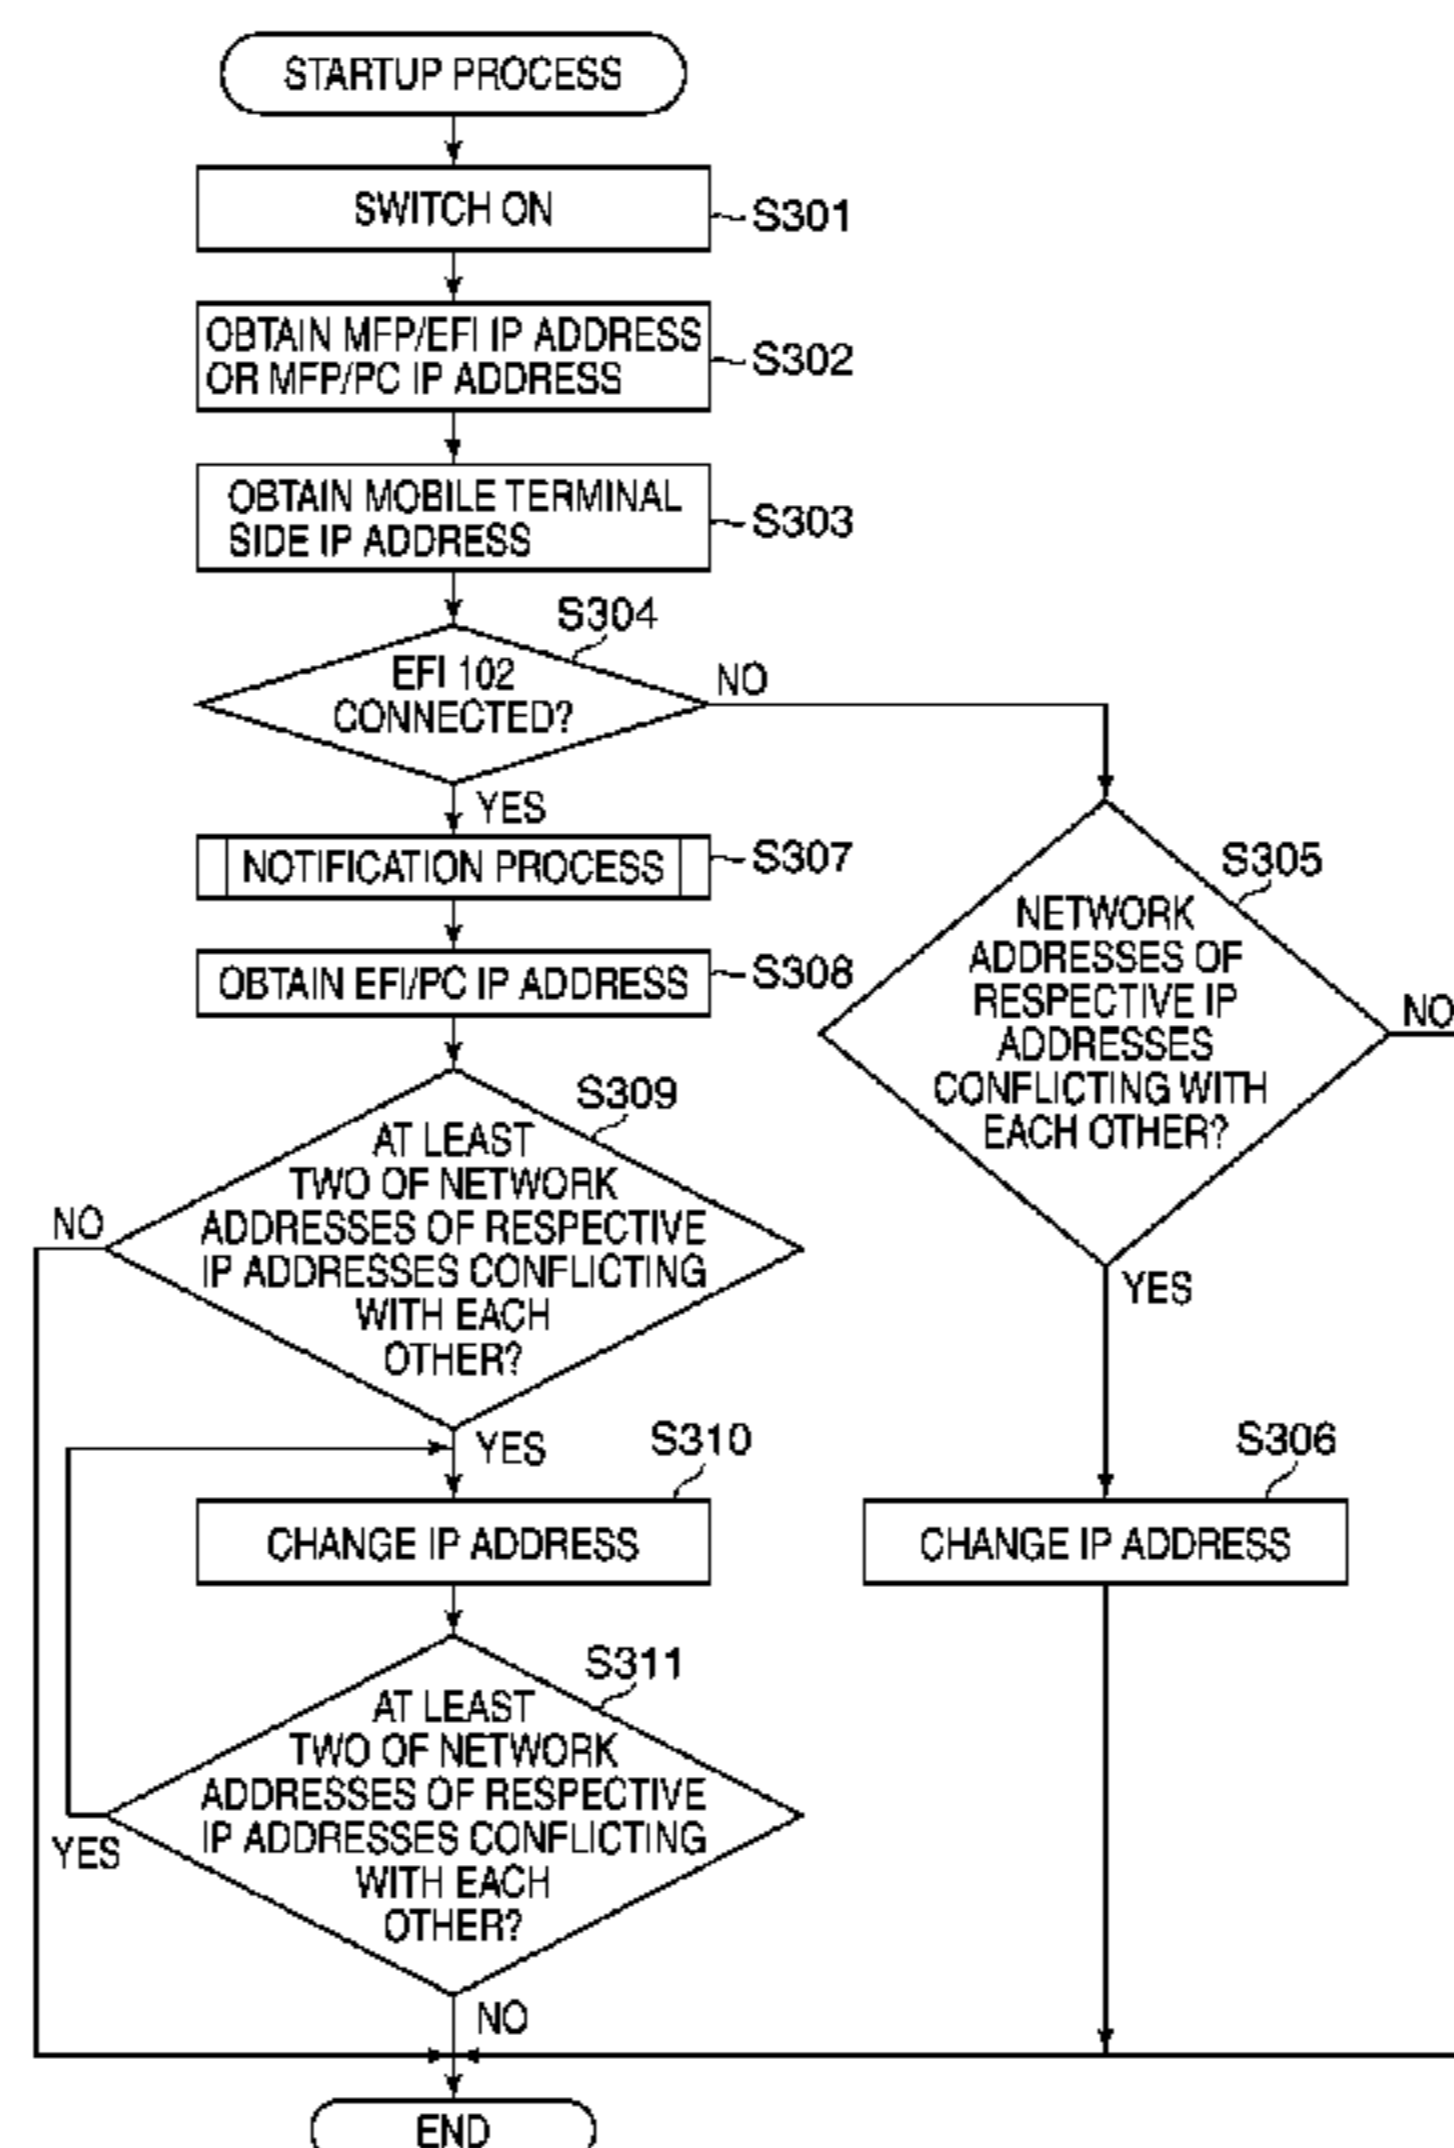 STARTUP PROCESS
SWITCH ON
S301
OBTAIN MFP/EFI IP ADDRESS
OR MFP/PC IP ADDRESS
S302
OBTAIN MOBILE TERMINAL
SIDE IP ADDRESS
S303
S304
EFI 102
CONNECTED?
NO
YES
NOTIFICATION PROCESS
S307
OBTAIN EFI/PC IP ADDRESS
S308
S305
NETWORK
ADDRESSES OF
RESPECTIVE IP
ADDRESSES
CONFLICTING WITH
EACH OTHER?
NO
YES
S309
AT LEAST
TWO OF NETWORK
ADDRESSES OF RESPECTIVE
IP ADDRESSES CONFLICTING
WITH EACH
OTHER?
NO
YES
S310
CHANGE IP ADDRESS
S306
CHANGE IP ADDRESS
S311
AT LEAST
TWO OF NETWORK
ADDRESSES OF RESPECTIVE
IP ADDRESSES CONFLICTING
WITH EACH
OTHER?
YES
NO
END